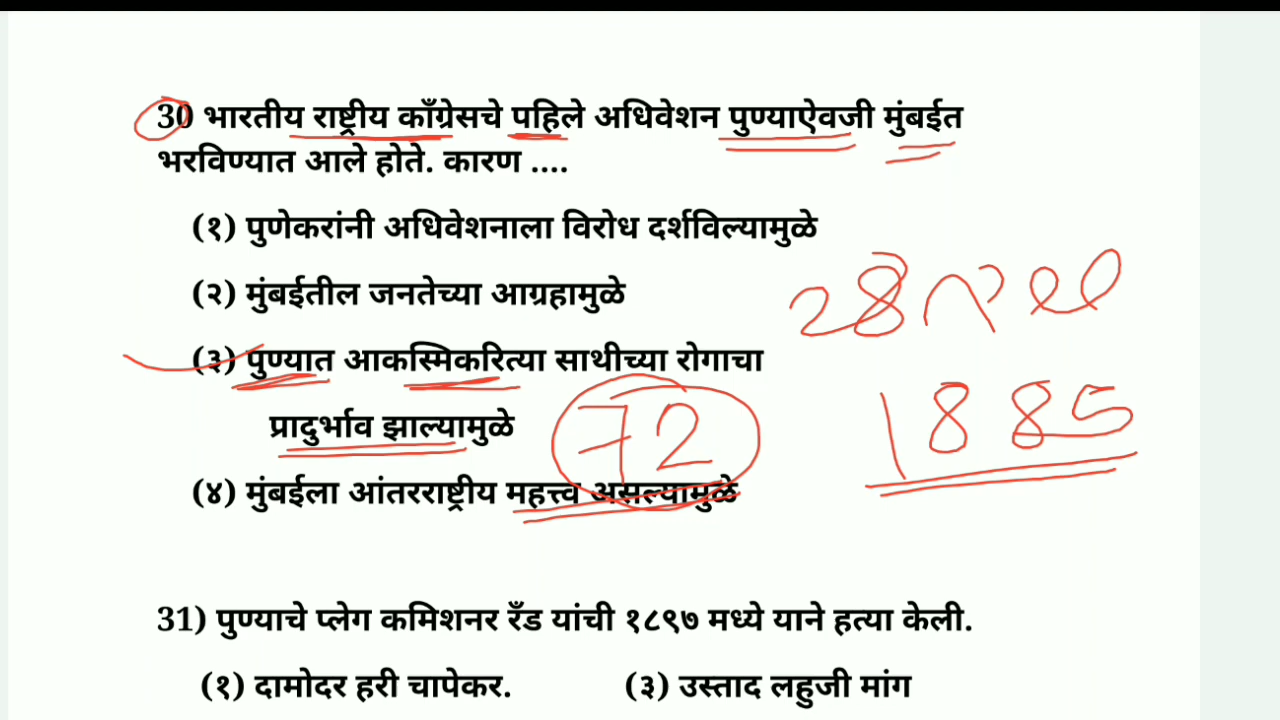 30 भारतीय राष्ट्रीय काँग्रेसचे पहिले अधिवेशन पुण्याऐवजी मुंबईत
भरविण्यात आले होते. कारण ....
(१) पुणेकरांनी अधिवेशनाला विरोध दर्शविल्यामुळे
(२) मुंबईतील जनतेच्या आग्रहामुळे
28
(३) पुण्यात आकस्मिकरित्या साथीच्या रोगाचा
प्रादुर्भाव झाल्यामुळे
72
1885
(४) मुंबईला आंतरराष्ट्रीय महत्त्व असल्यामुळे
31) पुण्याचे प्लेग कमिशनर रँड यांची १८९७ मध्ये याने हत्या केली.
(१) दामोदर हरी चापेकर. (३) उस्ताद लहुजी मांग